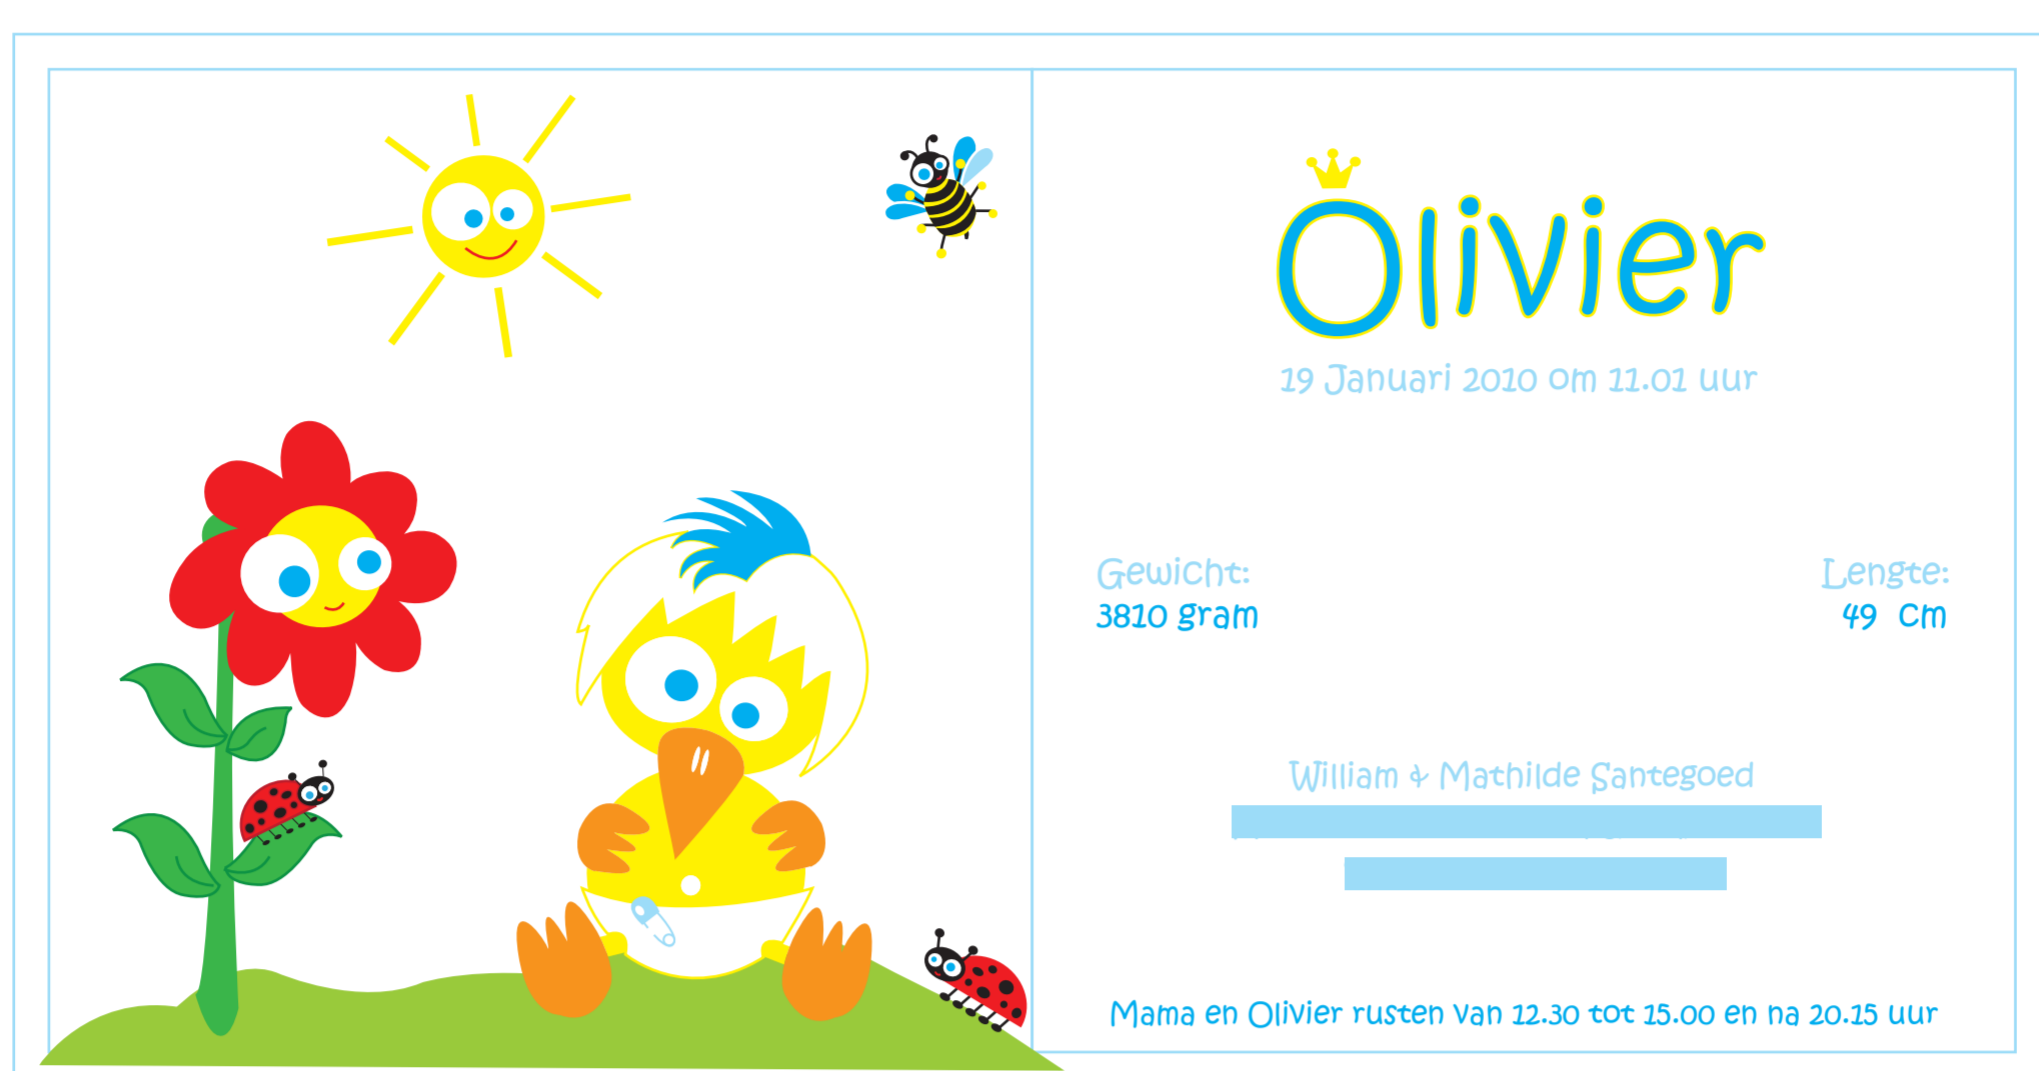 Olivier
19 Januari 2010 om 11.01 uur
Gewicht: Lengte:
3810 gram 49 cm
William & Mathilde Santegoed
Mama en Olivier rusten van 12.30 tot 15.00 en na 20.15 uur